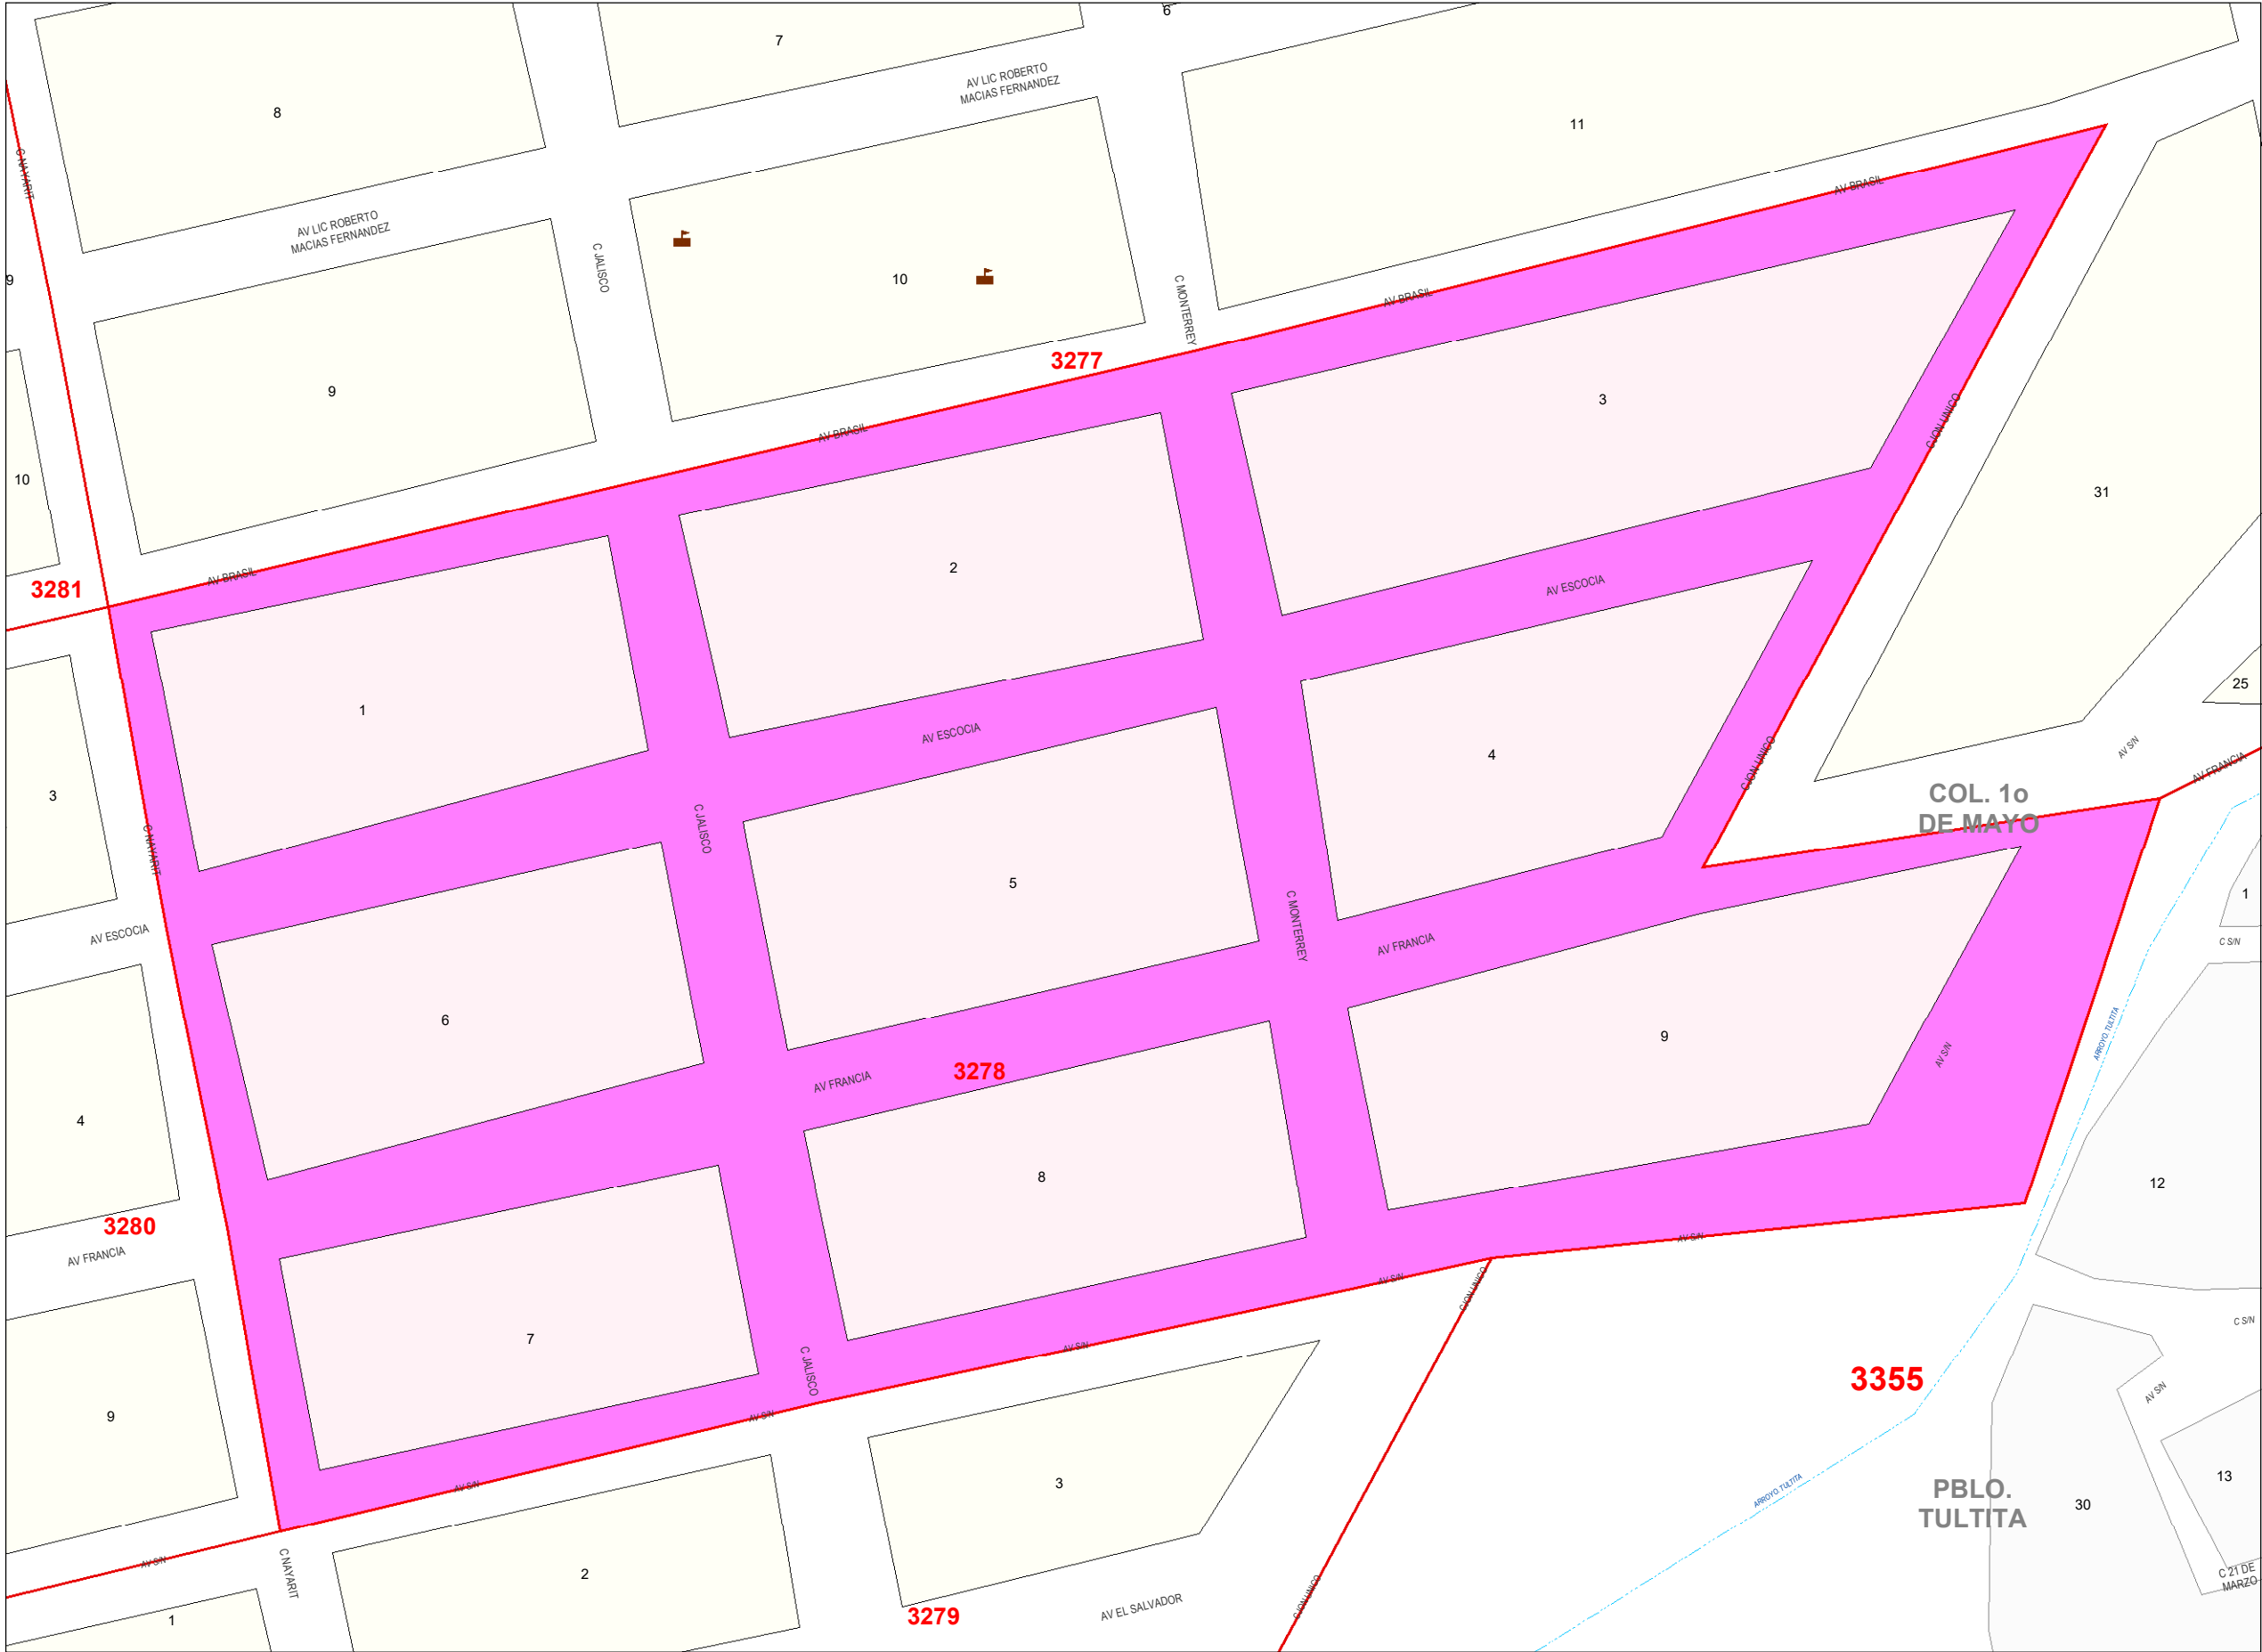 6
7
AV LIC ROBERTO
MACIAS FERNANDEZ
8
11
C NAYARIT
AV BRASIL
AV LIC ROBERTO
MACIAS FERNANDEZ
C JALISCO
9
10
C MONTERREY
AV BRASIL
3277
9
3
CJON UNICO
AV BRASIL
10
31
2
AV BRASIL
3281
AV ESCOCIA
25
1
AV ESCOCIA
AV S/N
4
CJON UNICO
AV FRANCIA
3
COL. 1o
DE MAYO
C JALISCO
C NAYARIT
5
1
C MONTERREY
AV ESCOCIA
AV FRANCIA
C S/N
6
9
ARROYO TULTITA
AV S/N
3278
AV FRANCIA
4
8
12
3280
AV S/N
AV FRANCIA
AV S/N
CJON UNICO
C S/N
7
AV S/N
C JALISCO
3355
AV S/N
9
AV S/N
3
13
AV S/N
ARROYO TULTITA
PBLO.
TULTITA
30
AV S/N
C NAYARIT
2
C 21 DE
MARZO
CJON UNICO
AV EL SALVADOR
3279
1